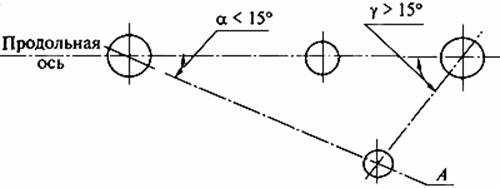 α < 15°
γ > 15°
Продольная
ось
A